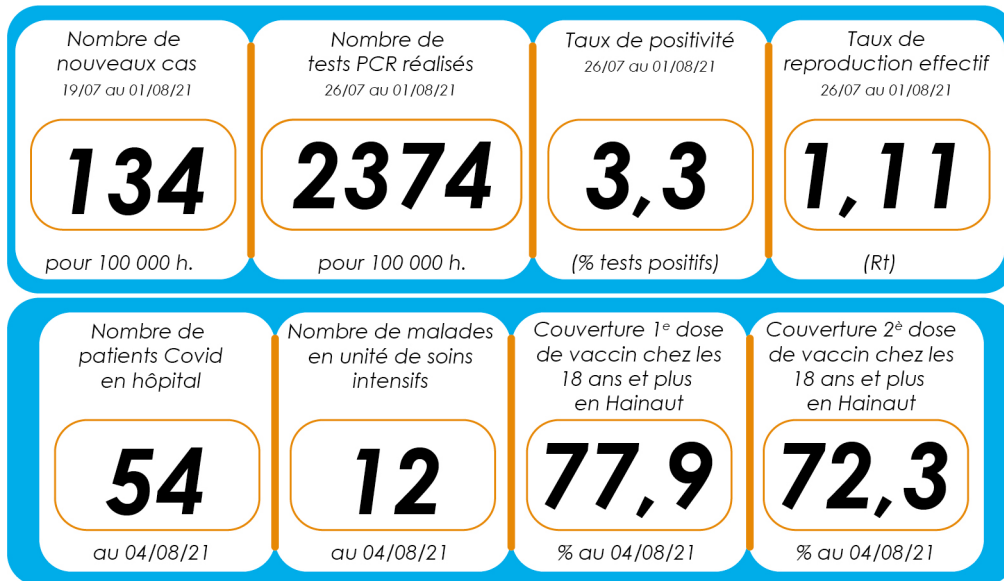 Nombre de
nouveaux cas
19/07 au 01/08/21
134
pour 100 000 h.
Nombre de
tests PCR réalisés
26/07 au 01/08/21
2374
pour 100 000 h.
Taux de positivité
26/07 au 01/08/21
3,3
(% tests positifs)
Taux de
reproduction effectif
26/07 au 01/08/21
1,11
(Rt)
Nombre de
patients Covid
en hôpital
54
au 04/08/21
Nombre de malades
en unité de soins
intensifs
12
au 04/08/21
Couverture 1ᵉ dose
de vaccin chez les
18 ans et plus
en Hainaut
77,9
% au 04/08/21
Couverture 2ᵉ̀ dose
de vaccin chez les
18 ans et plus
en Hainaut
72,3
% au 04/08/21